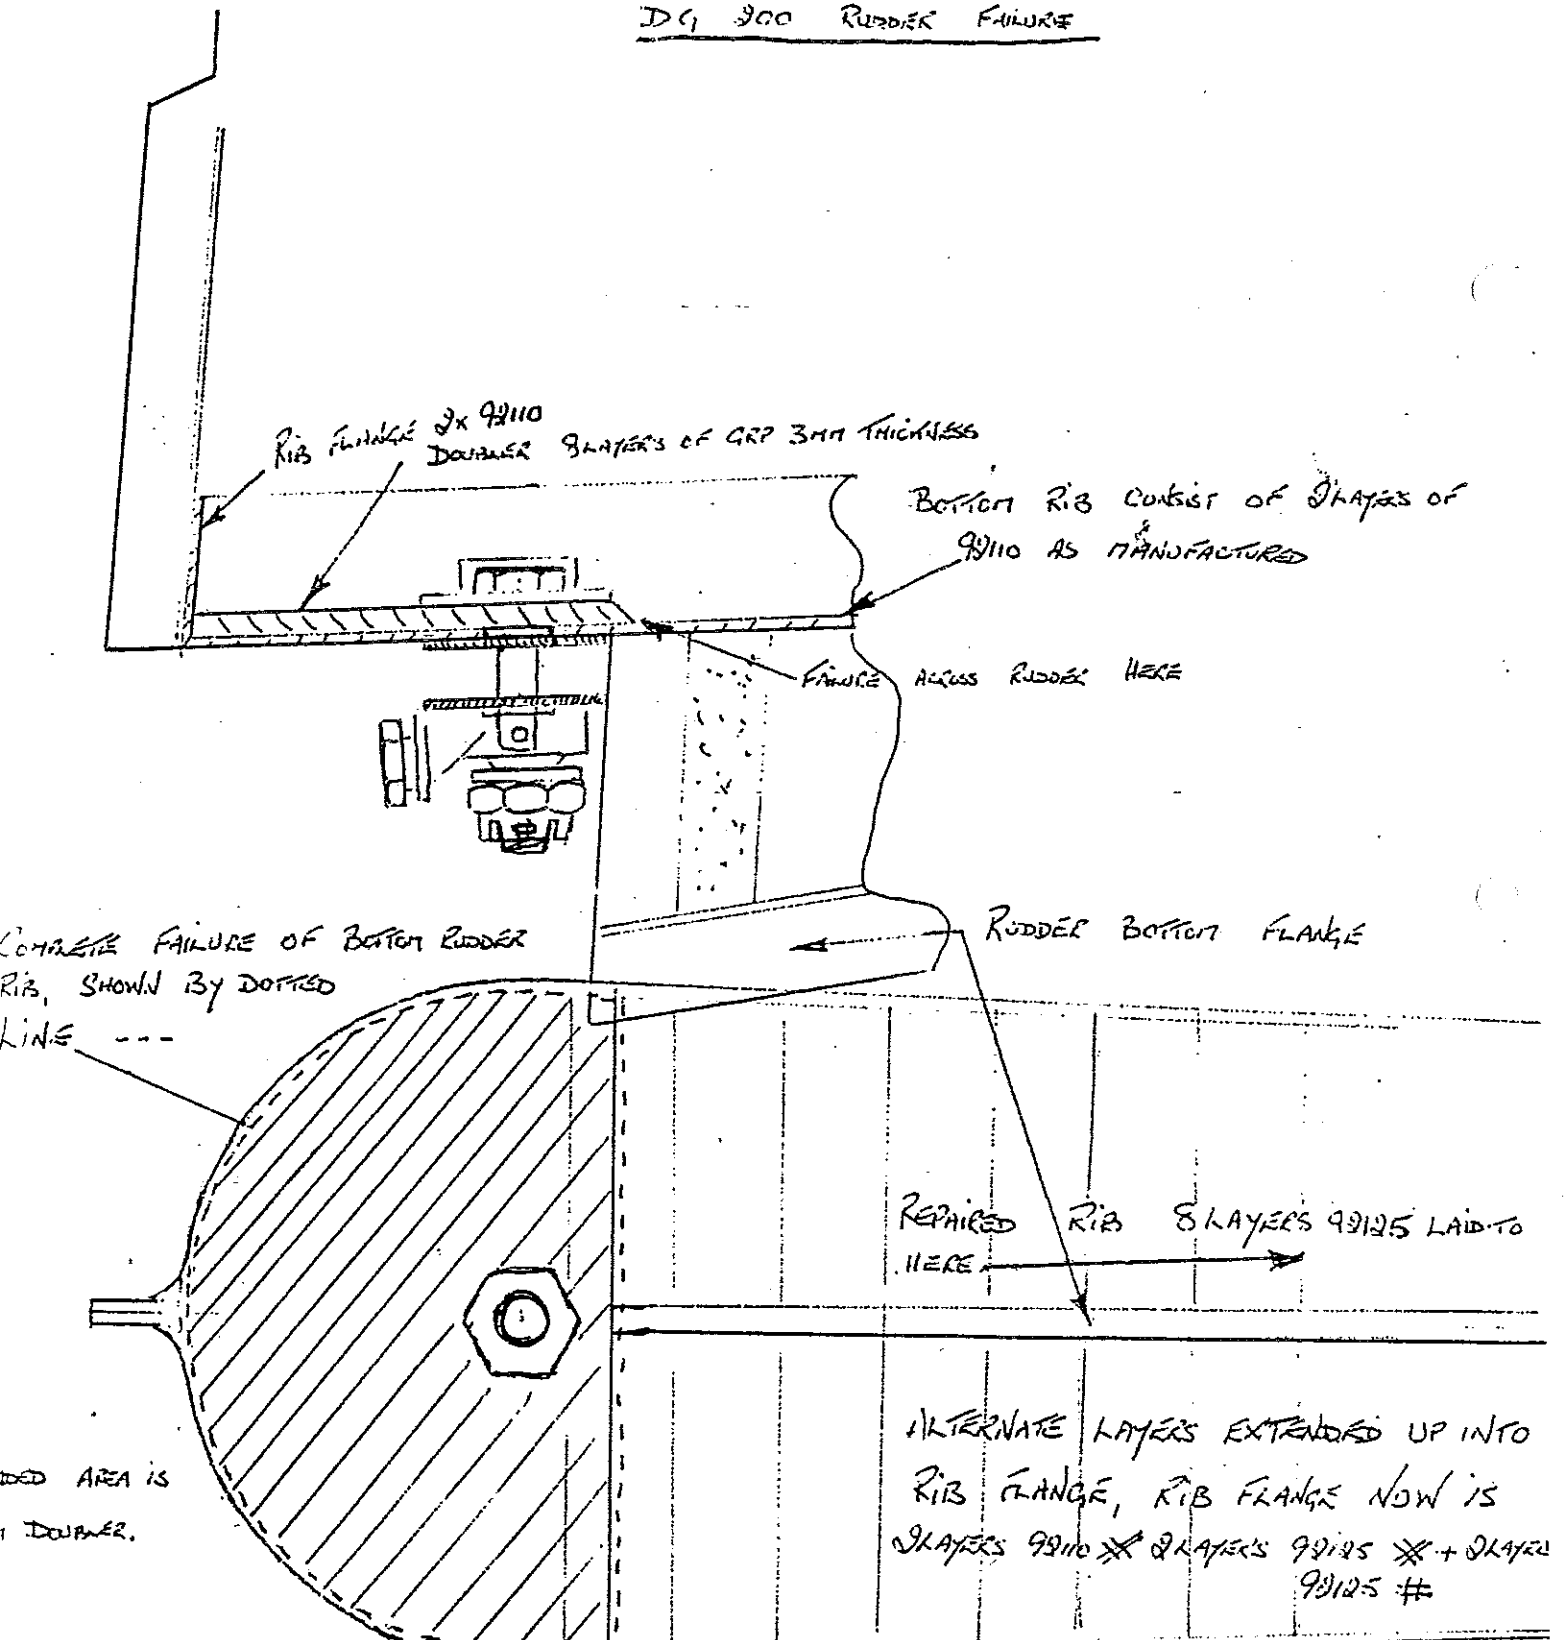 DG 200 RUDDER FAILURE
RIB FLANGE 2x 92110
DOUBLER 8 LAYERS OF GRP 3MM THICKNESS
BOTTOM RIB CONSIST OF 2 LAYERS OF
92110 AS MANUFACTURED
FAILURE ACROSS RUDDER HERE
COMPLETE FAILURE OF BOTTOM RUDDER
RIB, SHOWN BY DOTTED
LINE ---
RUDDER BOTTOM FLANGE
REPAIRED RIB 8 LAYERS 92125 LAID TO
HERE
ALTERNATE LAYERS EXTENDED UP INTO
RIB FLANGE, RIB FLANGE NOW IS
2 LAYERS 92110 2 LAYERS 92125 + 2 LAYER
92125 #
DED AREA IS
DOUBLER.